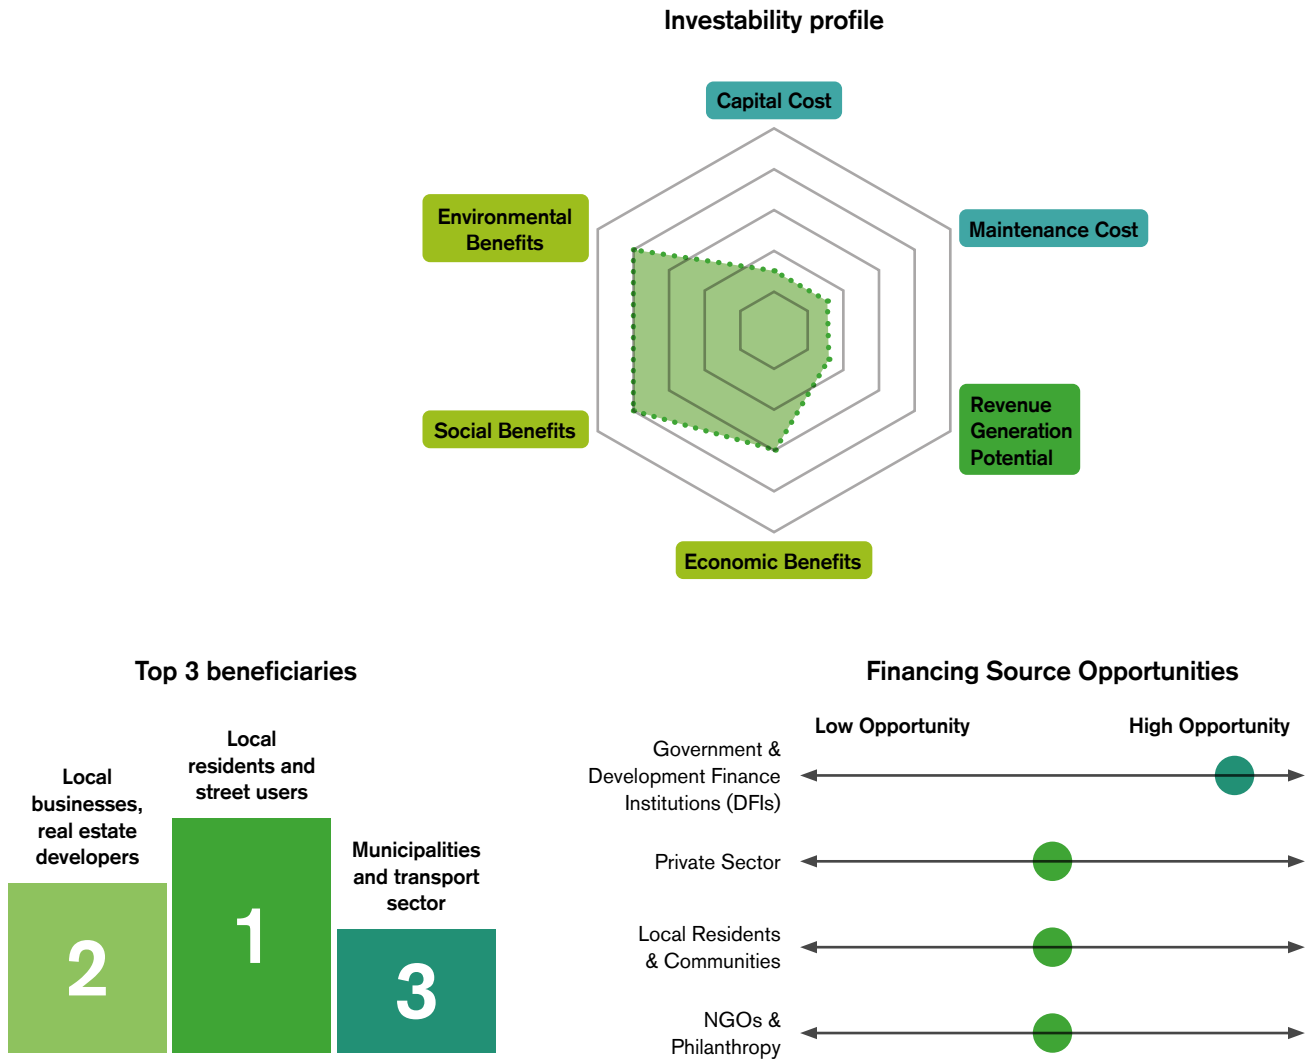 Investability profile
Capital Cost
Environmental
Benefits
Maintenance Cost
Social Benefits
Revenue
Generation
Potential
Economic Benefits
Top 3 beneficiaries
Local
businesses,
real estate
developers
2
Local
residents and
street users
1
Municipalities
and transport
sector
3
Financing Source Opportunities
Low Opportunity
High Opportunity
Government &
Development Finance
Institutions (DFIs)
Private Sector
Local Residents
& Communities
NGOs &
Philanthropy